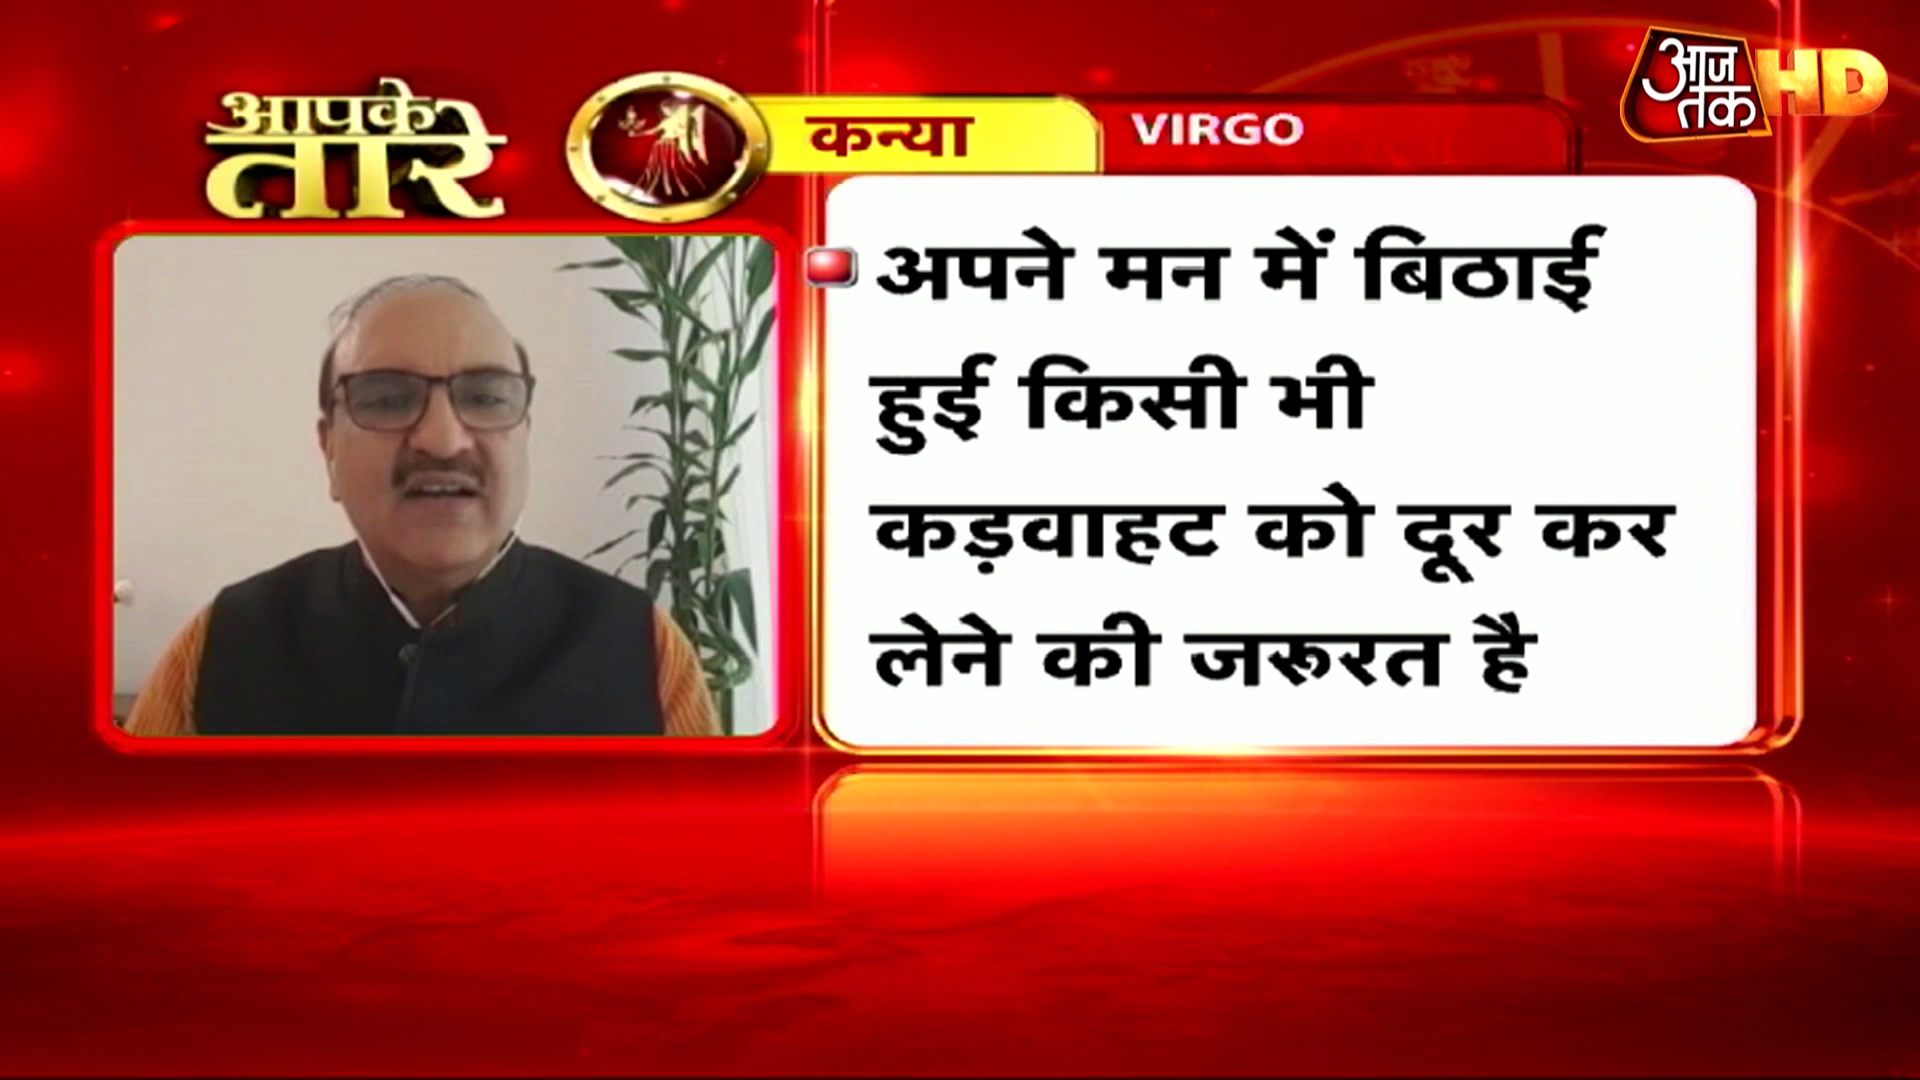 आपके
तारे
कन्या
VIRGO
आज तक HD
अपने मन में बिठाई
हुई किसी भी
कड़वाहट को दूर कर
लेने की जरूरत है